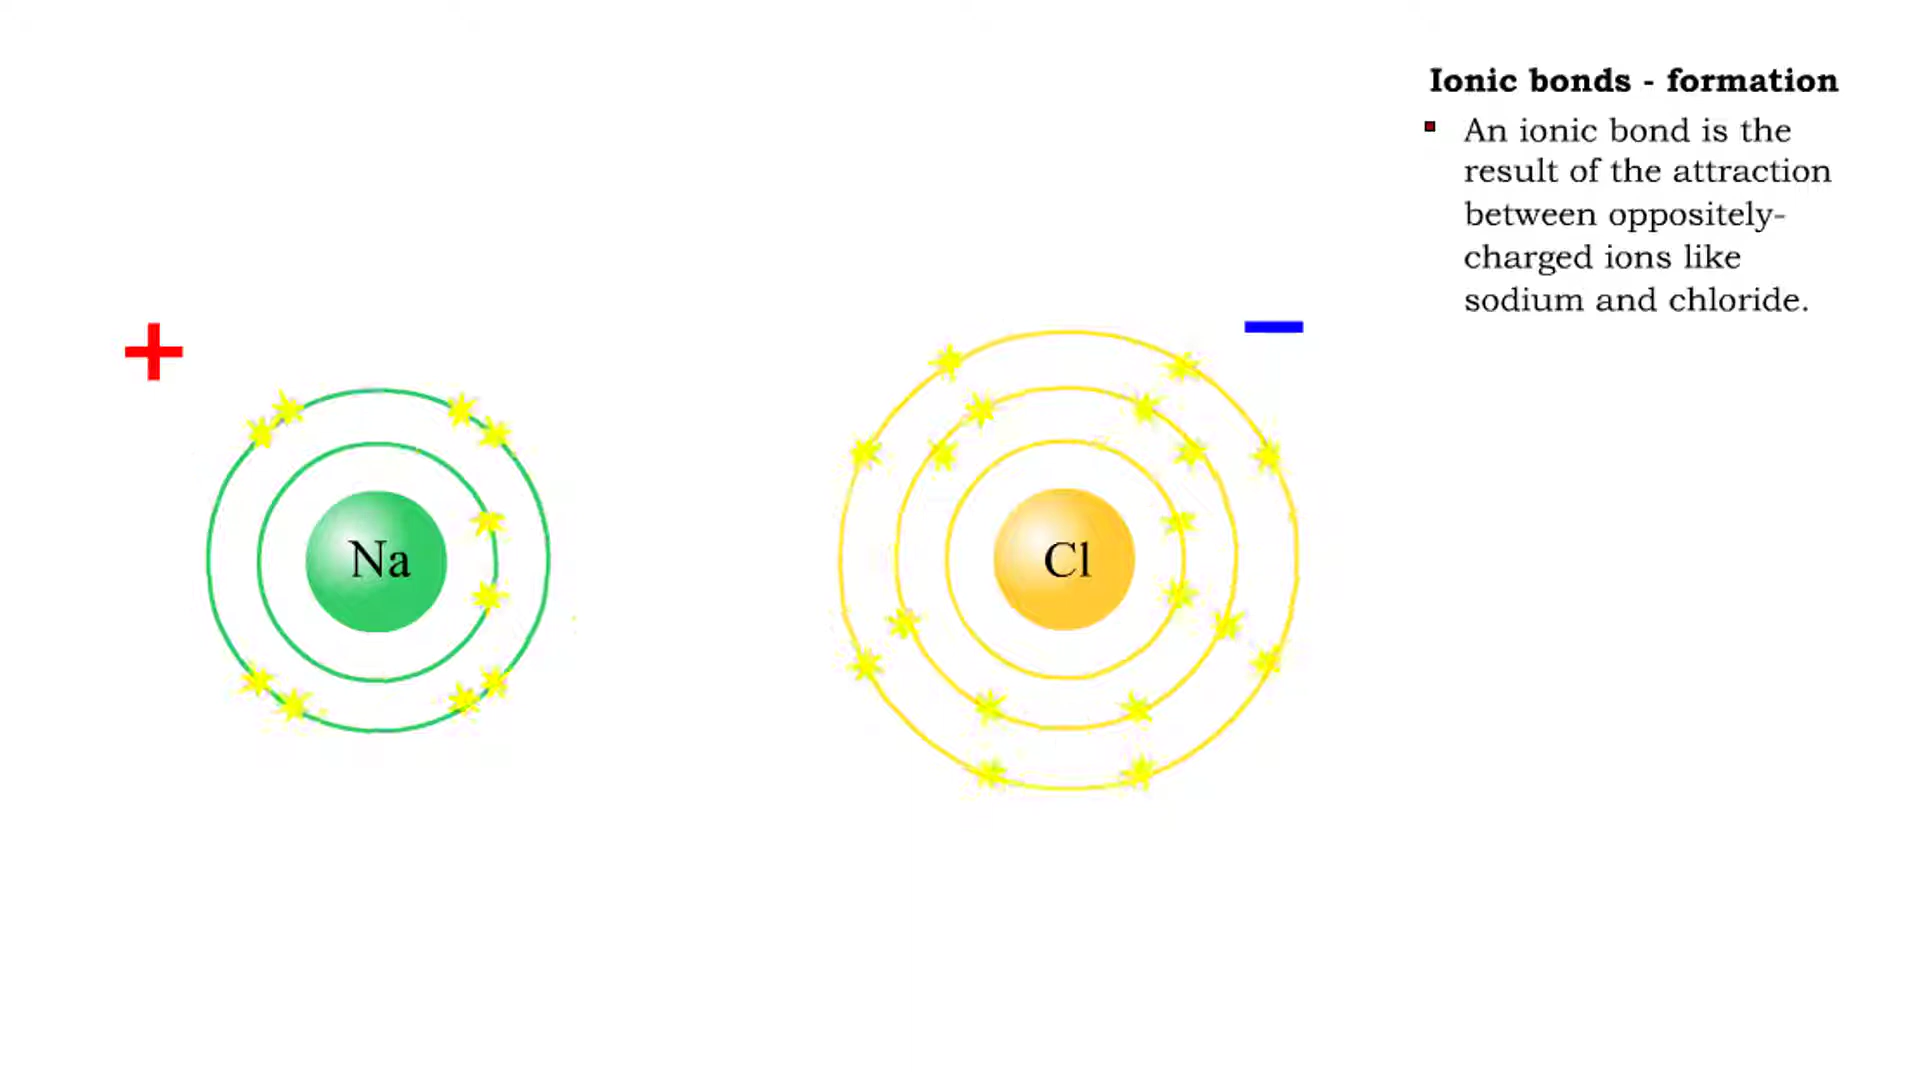 Ionic bonds - formation
▪ An ionic bond is the
result of the attraction
between oppositely-
charged ions like
sodium and chloride.
+
−
Na
Cl